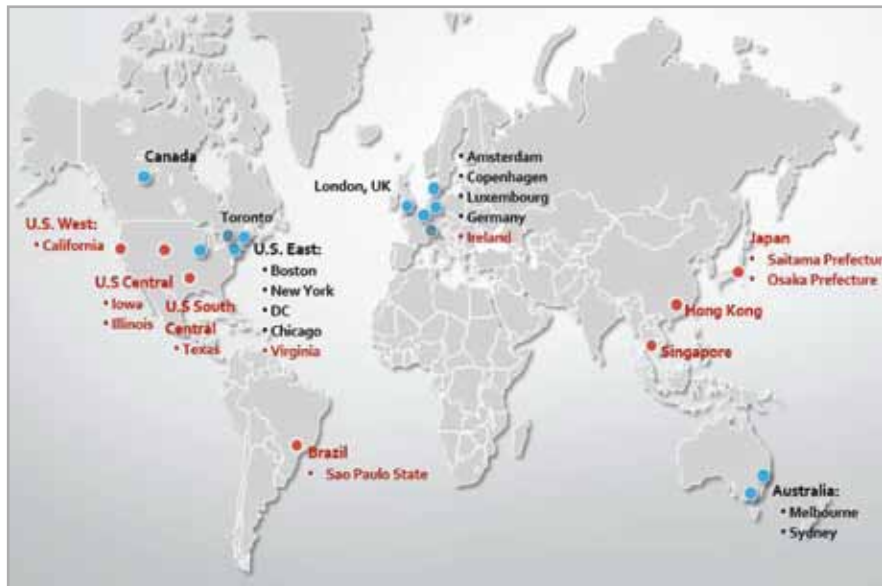 Canada
Toronto
U.S. West:
• California
U.S Central
• Iowa
• Illinois
U.S South
Central
• Texas
U.S. East:
• Boston
• New York
• DC
• Chicago
• Virginia
London, UK
• Amsterdam
• Copenhagen
• Luxembourg
• Germany
• Ireland
Brazil
• Sao Paulo State
Japan
• Saitama Prefectur
• Osaka Prefecture
Hong Kong
Singapore
Australia:
• Melbourne
• Sydney